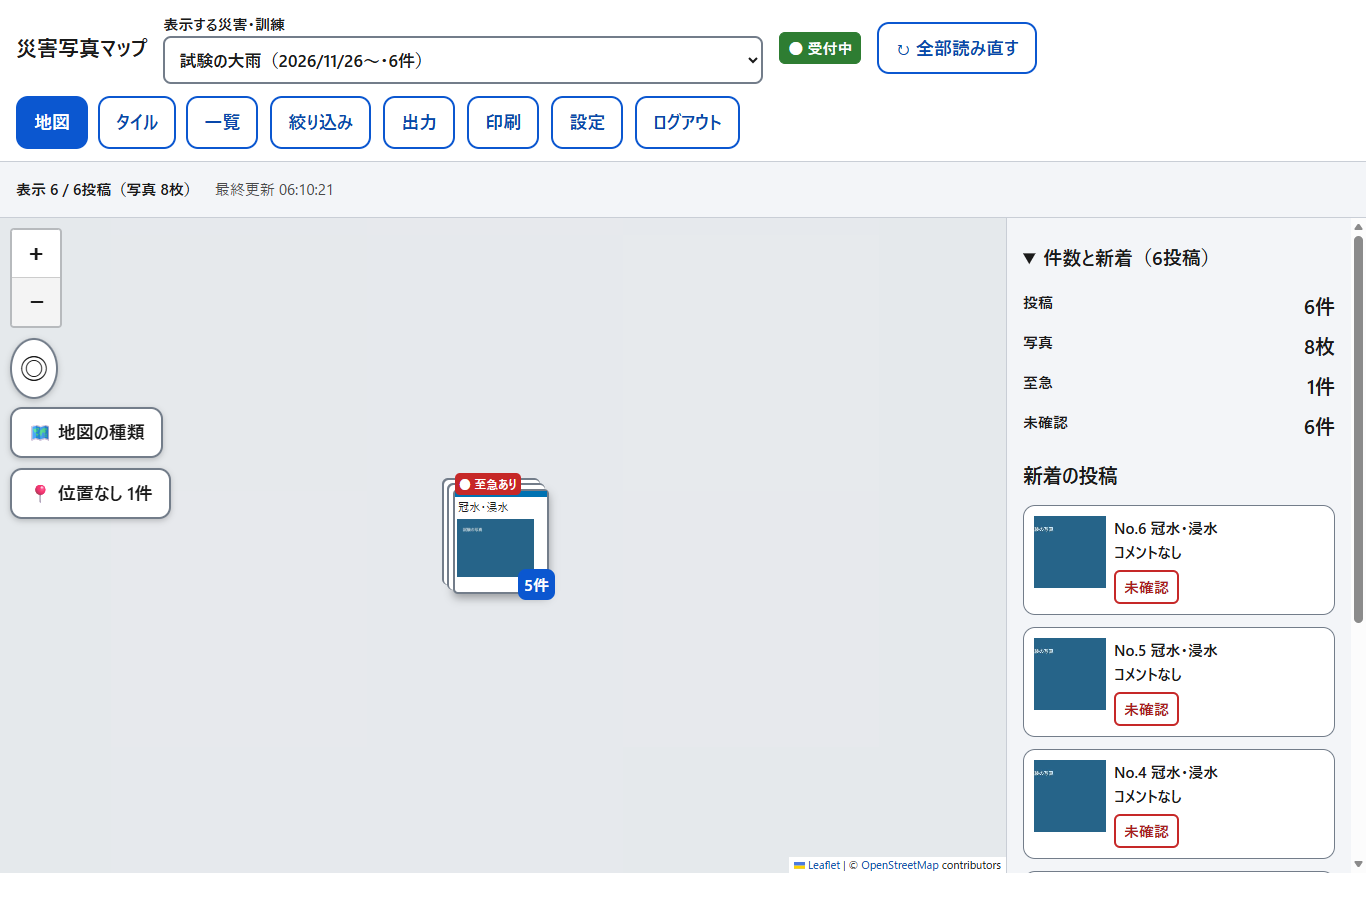 災害写真マップ
表示する災害・訓練
試験の大雨（2026/11/26～・6件）
受付中
↻ 全部読み直す
地図
タイル
一覧
絞り込み
出力
印刷
設定
ログアウト
表示 6 / 6投稿（写真 8枚）
最終更新 06:10:21
+
−
地図の種類
位置なし 1件
至急あり
冠水・浸水
試験の写真
5件
Leaflet | © OpenStreetMap contributors
▼ 件数と新着（6投稿）
投稿
6件
写真
8枚
至急
1件
未確認
6件
新着の投稿
No.6 冠水・浸水
コメントなし
未確認
No.5 冠水・浸水
コメントなし
未確認
No.4 冠水・浸水
コメントなし
未確認